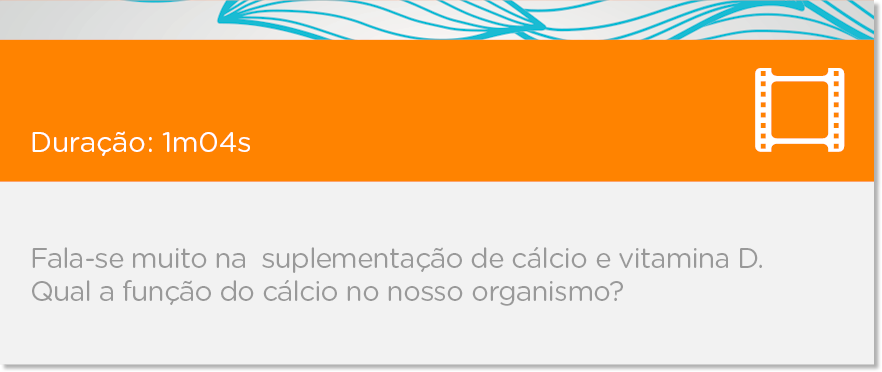 Duração: 1m04s
Fala-se muito na  suplementação de cálcio e vitamina D.
Qual a função do cálcio no nosso organismo?